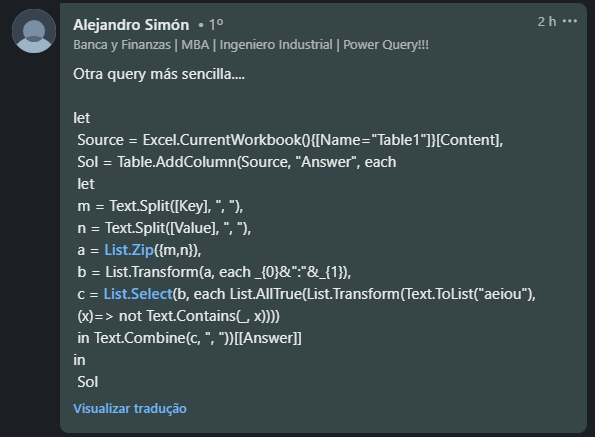 Alejandro Simón • 1º
2 h •••
Banca y Finanzas | MBA | Ingeniero Industrial | Power Query!!!
Otra query más sencilla....
let
Source = Excel.CurrentWorkbook(){[Name="Table1"]}[Content],
Sol = Table.AddColumn(Source, "Answer", each
let
m = Text.Split([Key], ", "),
n = Text.Split([Value], ", "),
a = List.Zip({m,n}),
b = List.Transform(a, each _{0}&":"&_{1}),
c = List.Select(b, each List.AllTrue(List.Transform(Text.ToList("aeiou"),
(x)=> not Text.Contains(_, x))))
in Text.Combine(c, ", "))[[Answer]]
in
Sol
Visualizar tradução